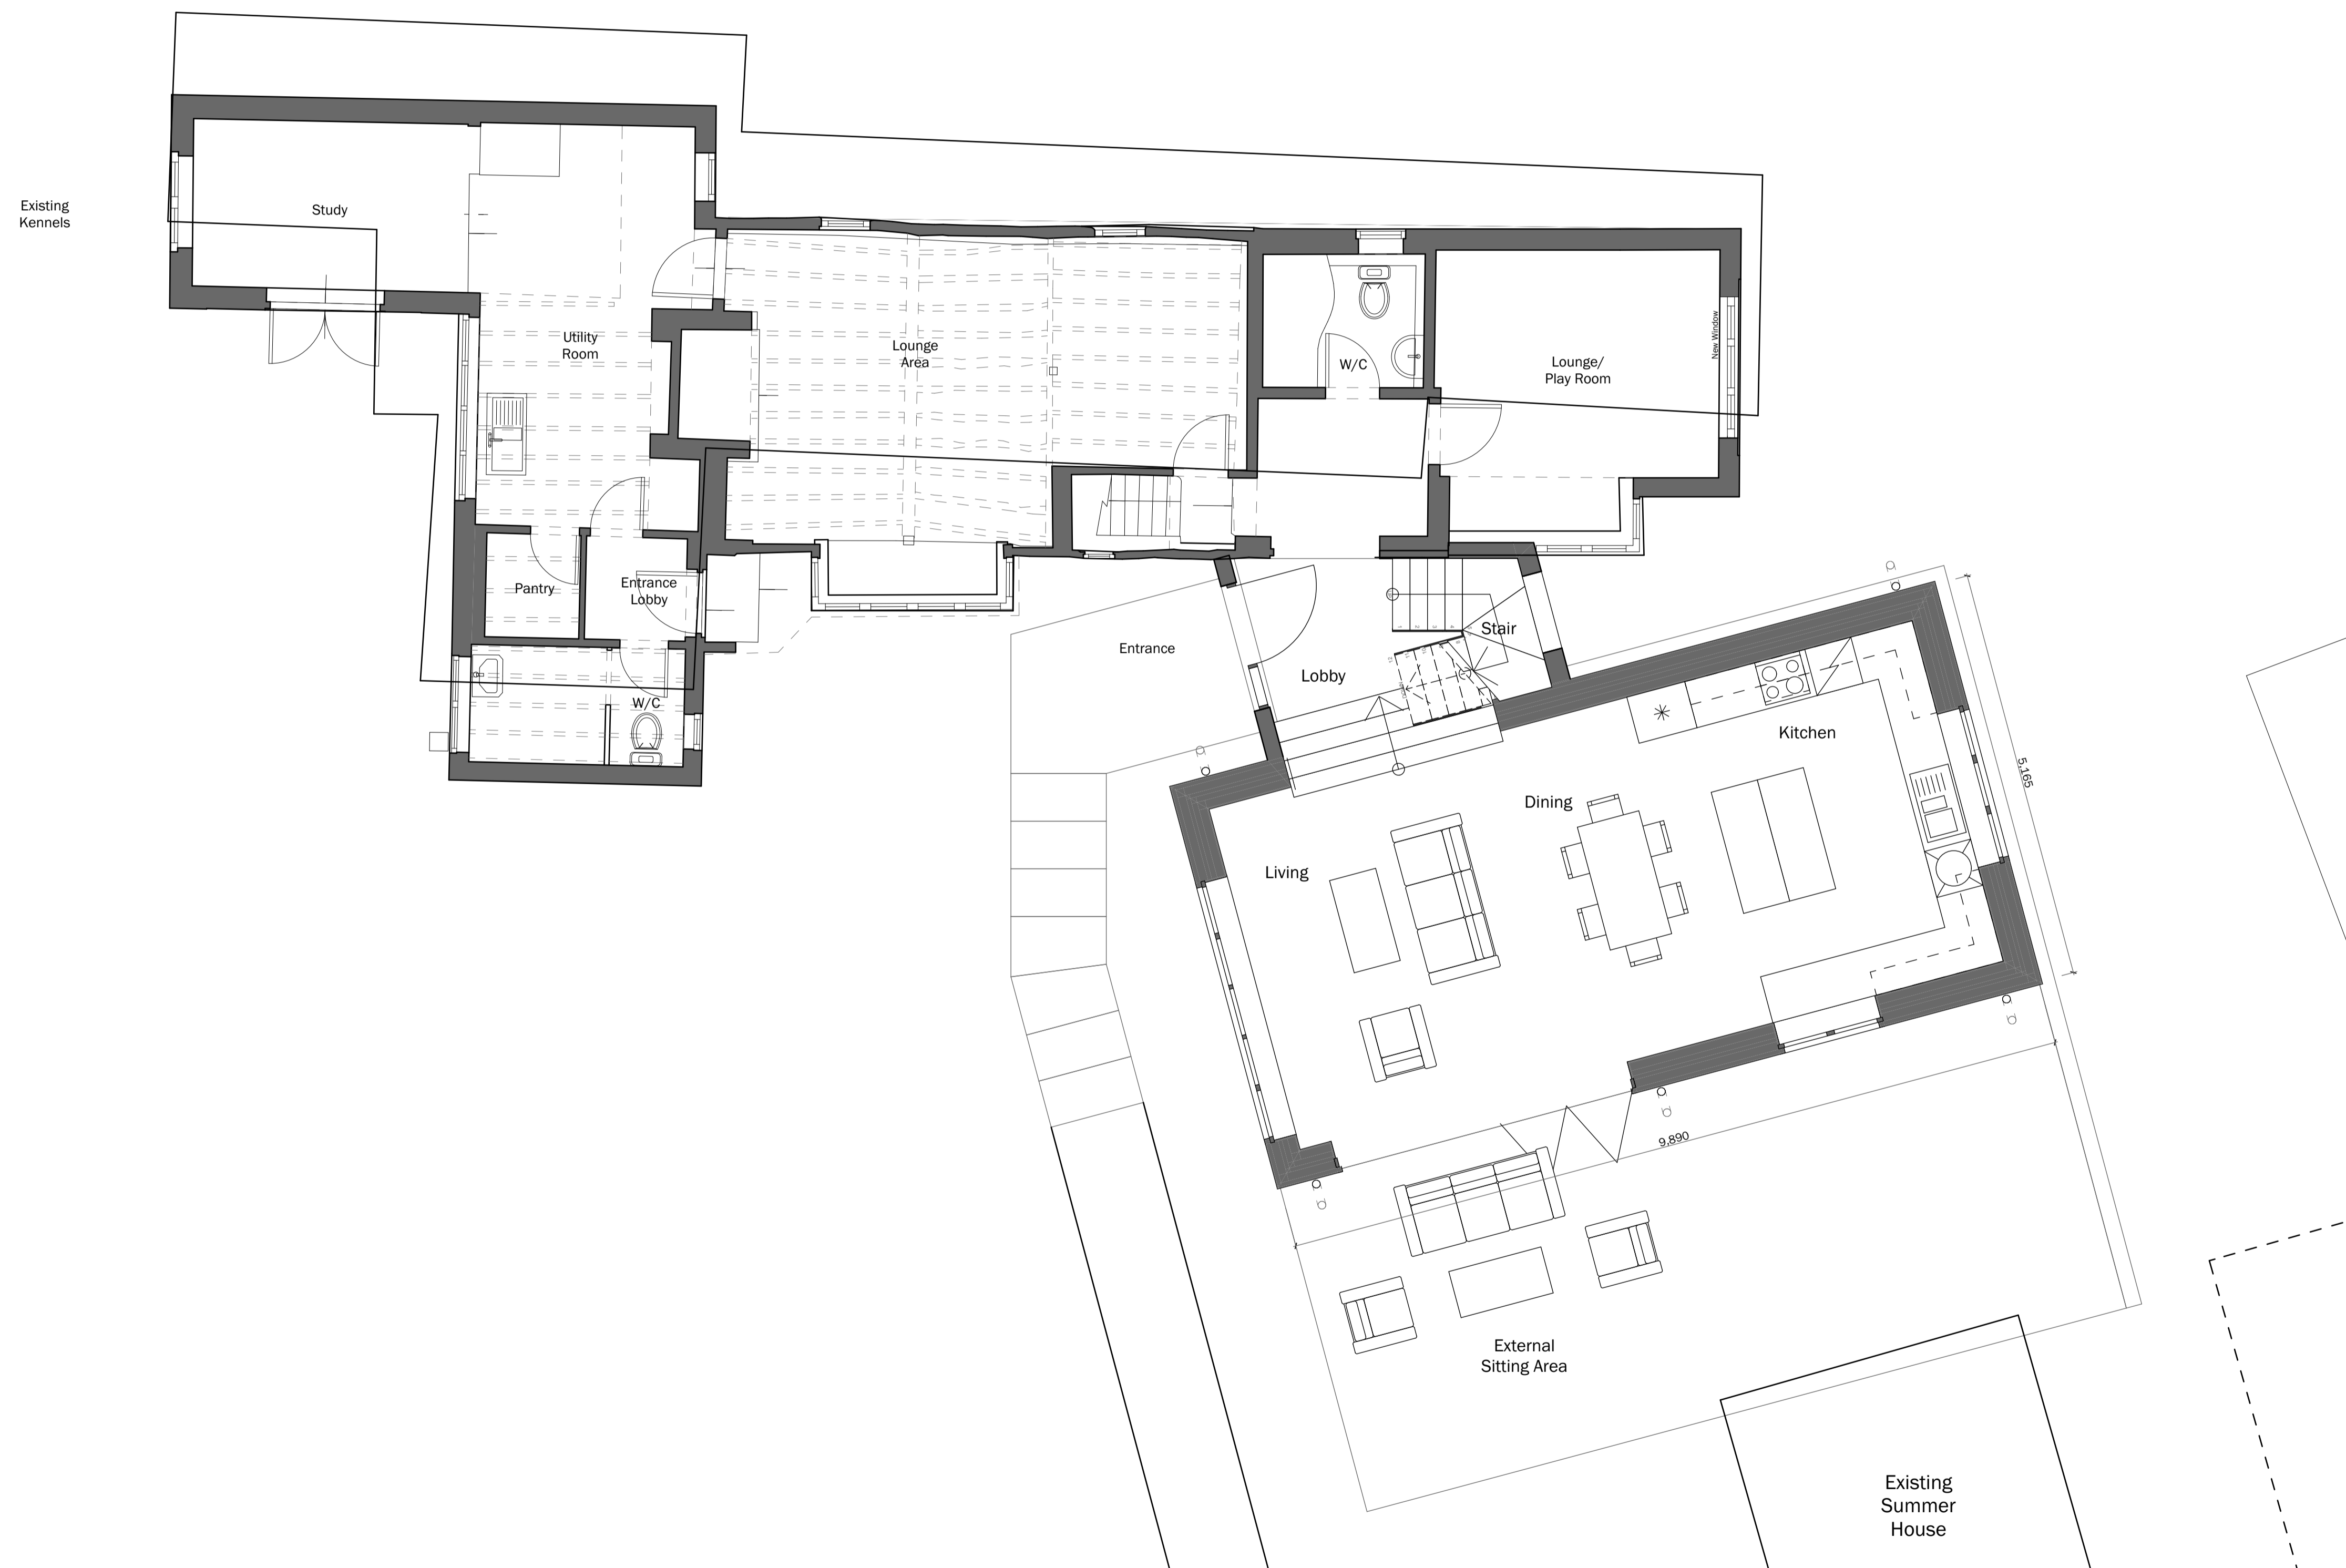 Existing
Kennels
Study
Utility
Room
Lounge
Area
W/C
Lounge/
Play Room
New Window
Pantry
Entrance
Lobby
W/C
Entrance
Lobby
Stair
Kitchen
Dining
Living
5,165
9,890
External
Sitting Area
Existing
Summer
House